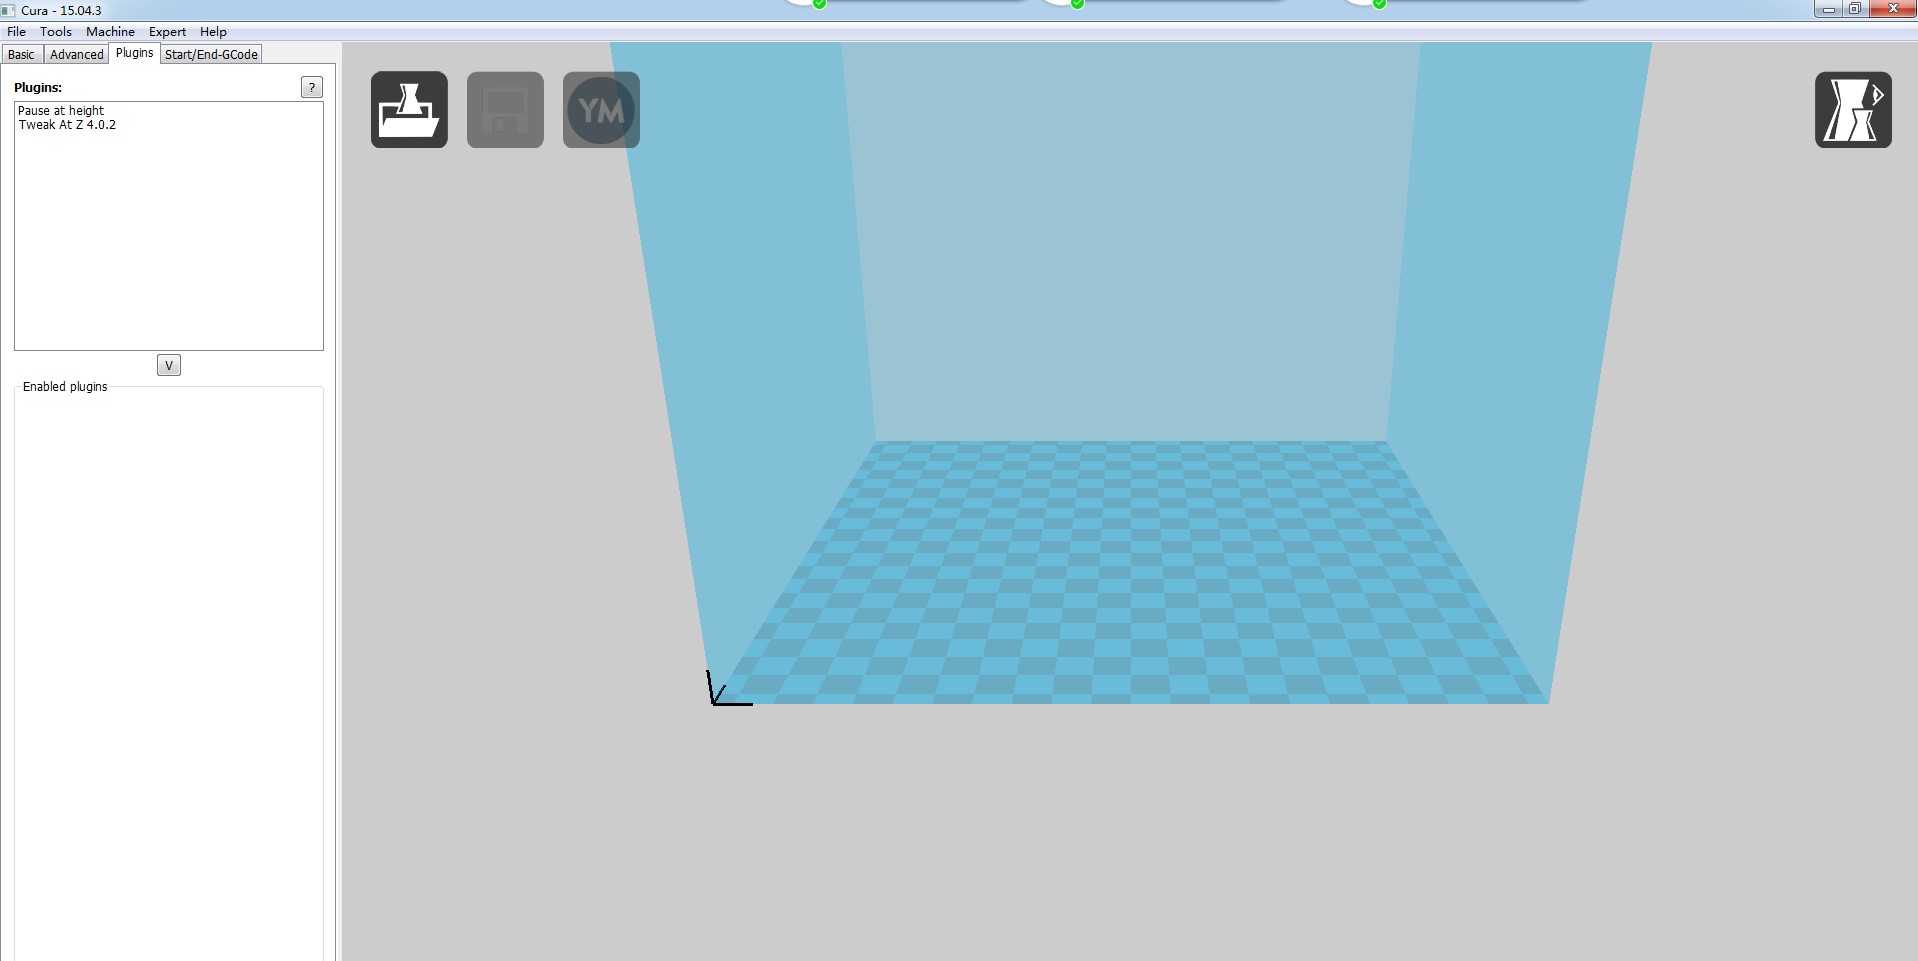 Cura - 15.04.3
File Tools Machine Expert Help
Basic Advanced Plugins Start/End-GCode
Plugins: ?
Pause at height
Tweak At Z 4.0.2
V
Enabled plugins
YM